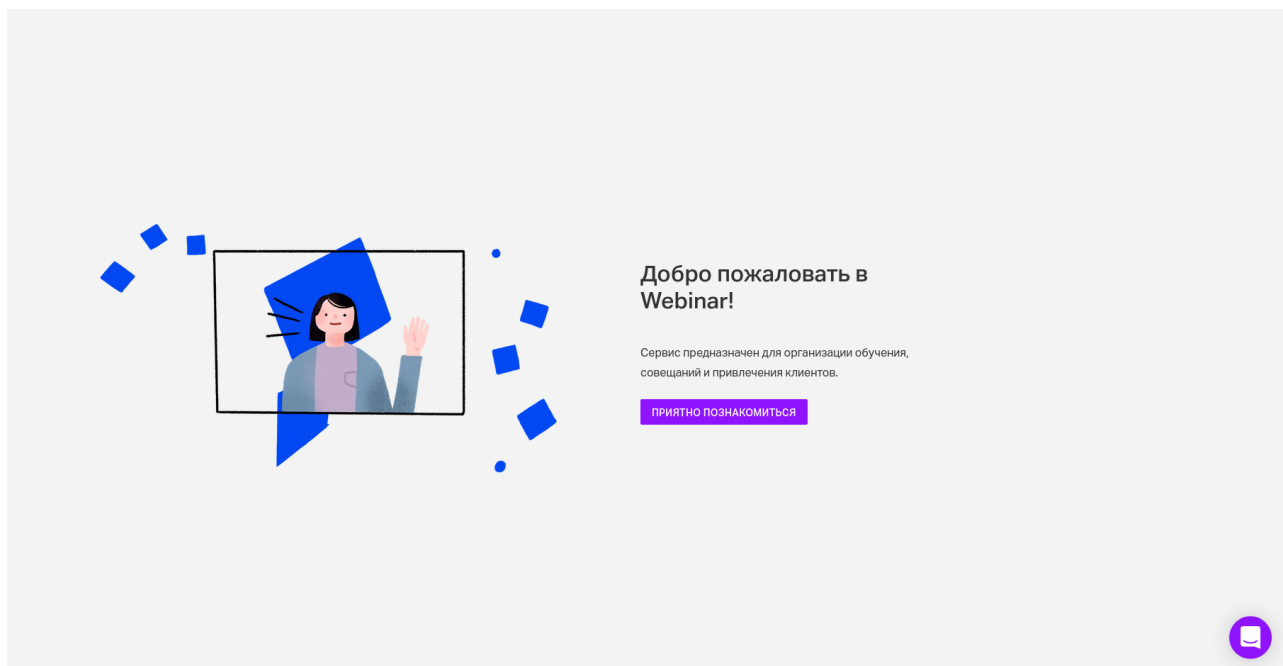 Добро пожаловать в
Webinar!
Сервис предназначен для организации обучения,
совещаний и привлечения клиентов.
ПРИЯТНО ПОЗНАКОМИТЬСЯ